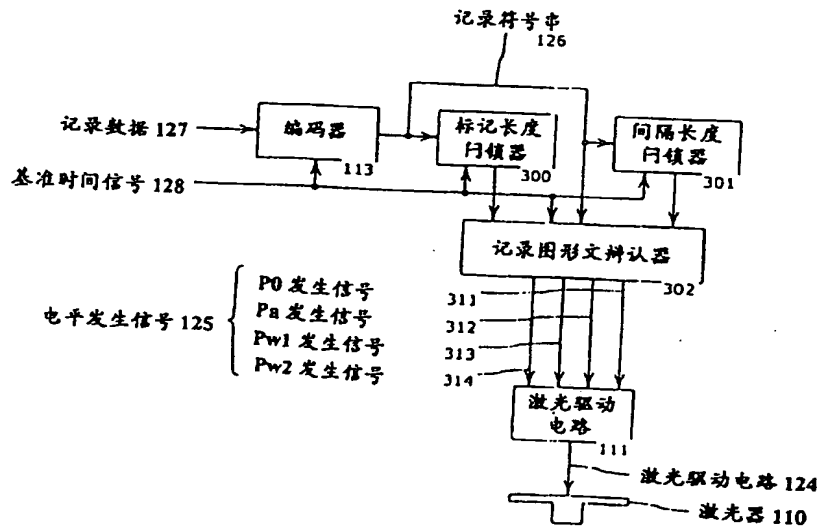 记录符号串
126
记录数据 127
编码器
113
标记长度
闩锁器
300
间隔长度
闩锁器
301
基准时间信号 128
记录图形文辨认器
302
电平发生信号 125
P0 发生信号
Pa 发生信号
Pw1 发生信号
Pw2 发生信号
311
312
313
314
激光驱动
电路
111
激光驱动电路 124
激光器 110